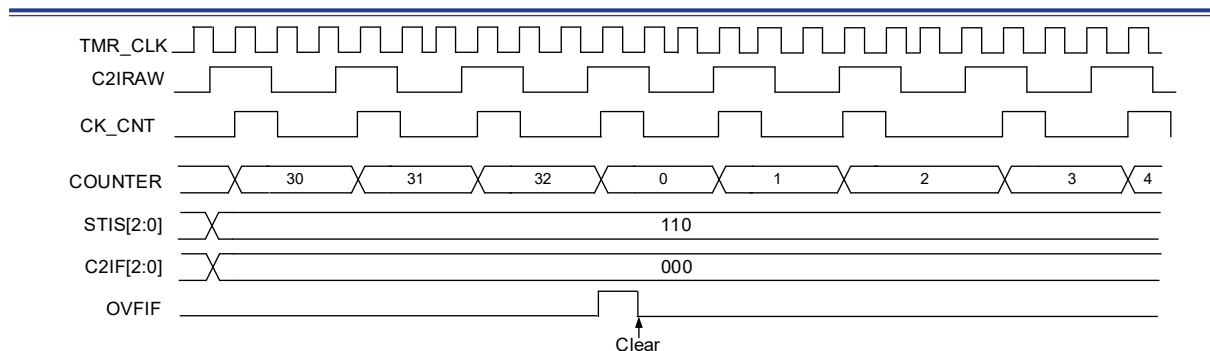 TMR_CLK
C2IRAW
CK_CNT
COUNTER 30 31 32 0 1 2 3 4
STIS[2:0] 110
C2IF[2:0] 000
OVFIF
Clear